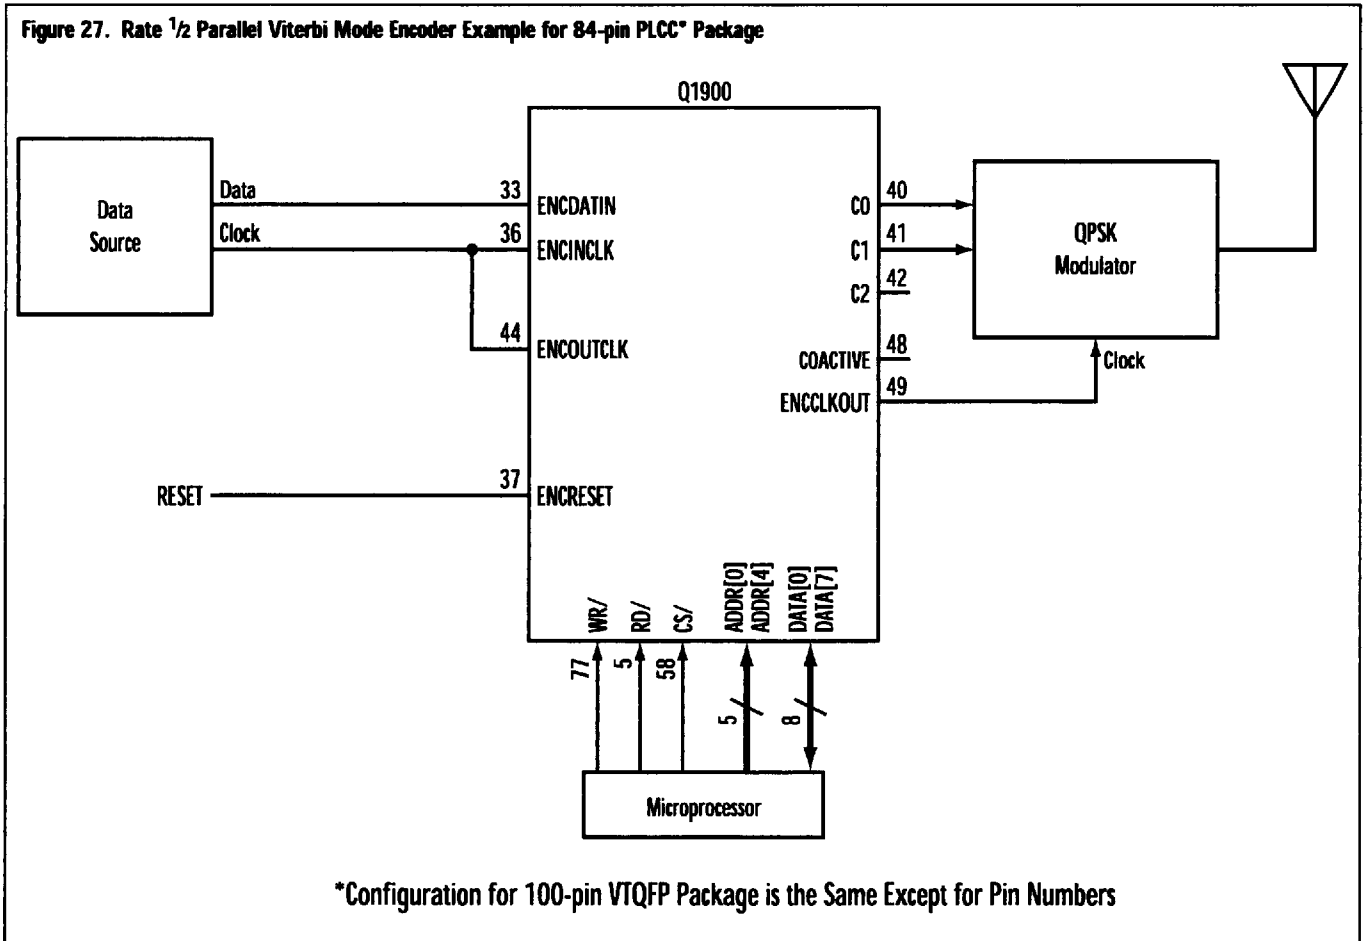 Figure 27. Rate 1/2 Parallel Viterbi Mode Encoder Example for 84-pin PLCC* Package
Q1900
Data
Source
Data
Clock
33
36
44
37
ENCDATIN
ENCINCLK
ENCOUTCLK
RESET
ENCRESET
C0
C1
C2
COACTIVE
ENCCLKOUT
40
41
42
48
49
QPSK
Modulator
Clock
WR/
RD/
CS/
ADDR[0]
ADDR[4]
DATA[0]
DATA[7]
77
5
58
5
8
Microprocessor
*Configuration for 100-pin VTQFP Package is the Same Except for Pin Numbers